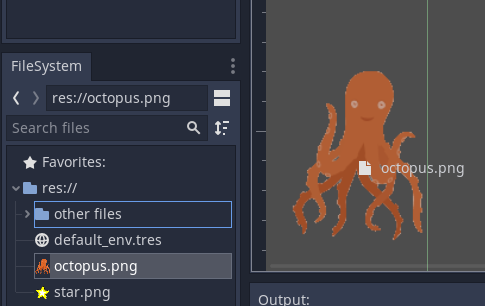 FileSystem
res://octopus.png
Search files
Favorites:
res://
other files
default_env.tres
octopus.png
star.png
octopus.png
Output: